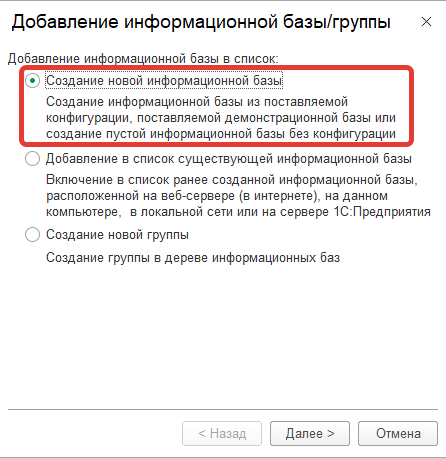 Добавление информационной базы/группы
Добавление информационной базы в список:
Создание новой информационной базы
Создание информационной базы из поставляемой
конфигурации, поставляемой демонстрационной базы или
создание пустой информационной базы без конфигурации
Добавление в список существующей информационной базы
Включение в список ранее созданной информационной базы,
расположенной на веб-сервере (в интернете), на данном
компьютере, в локальной сети или на сервере 1С:Предприятия
Создание новой группы
Создание группы в дереве информационных баз
< Назад
Далее >
Отмена